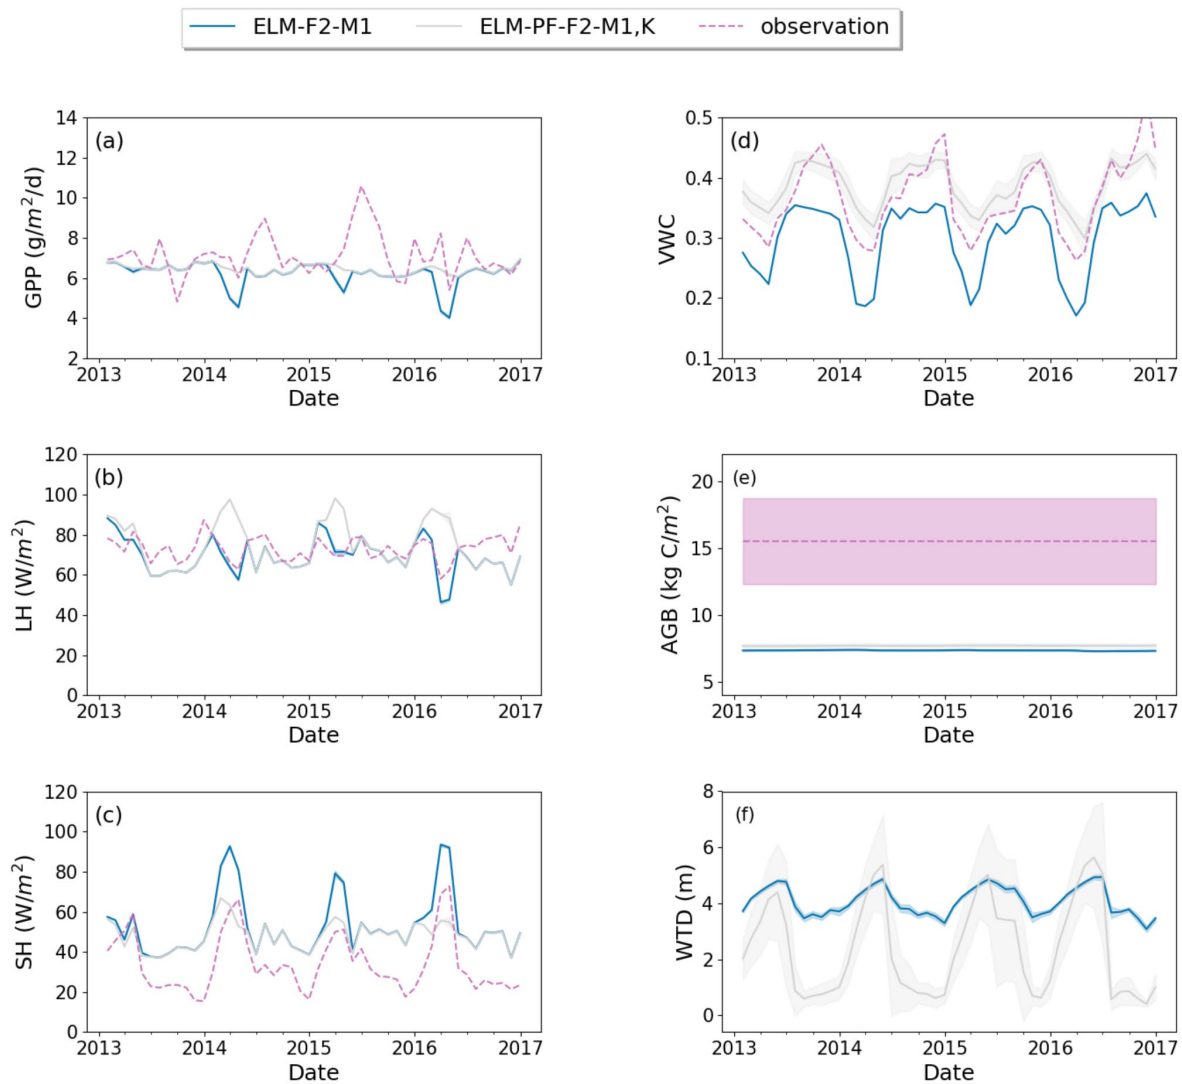 ELM-F2-M1 ELM-PF-F2-M1,K observation
(a)
GPP (g/m²/d)
14
12
10
8
6
4
2
2013 2014 2015 2016 2017
Date
(d)
VWC
0.5
0.4
0.3
0.2
0.1
2013 2014 2015 2016 2017
Date
(b)
LH (W/m²)
120
100
80
60
40
20
0
2013 2014 2015 2016 2017
Date
(e)
AGB (kg C/m²)
20
15
10
5
2013 2014 2015 2016 2017
Date
(c)
SH (W/m²)
120
100
80
60
40
20
0
2013 2014 2015 2016 2017
Date
(f)
WTD (m)
8
6
4
2
0
2013 2014 2015 2016 2017
Date